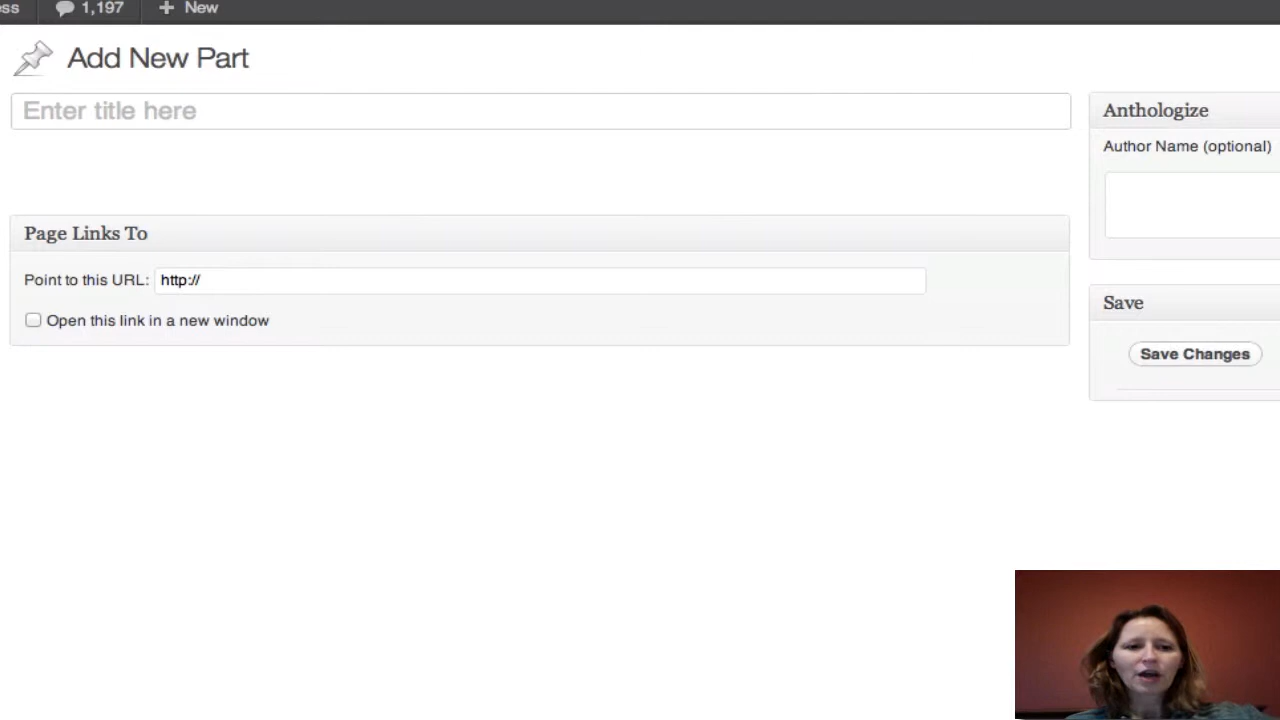 ess 1,197 New
Add New Part
Enter title here
Anthologize
Author Name (optional)
Page Links To
Point to this URL: http://
Open this link in a new window
Save
Save Changes